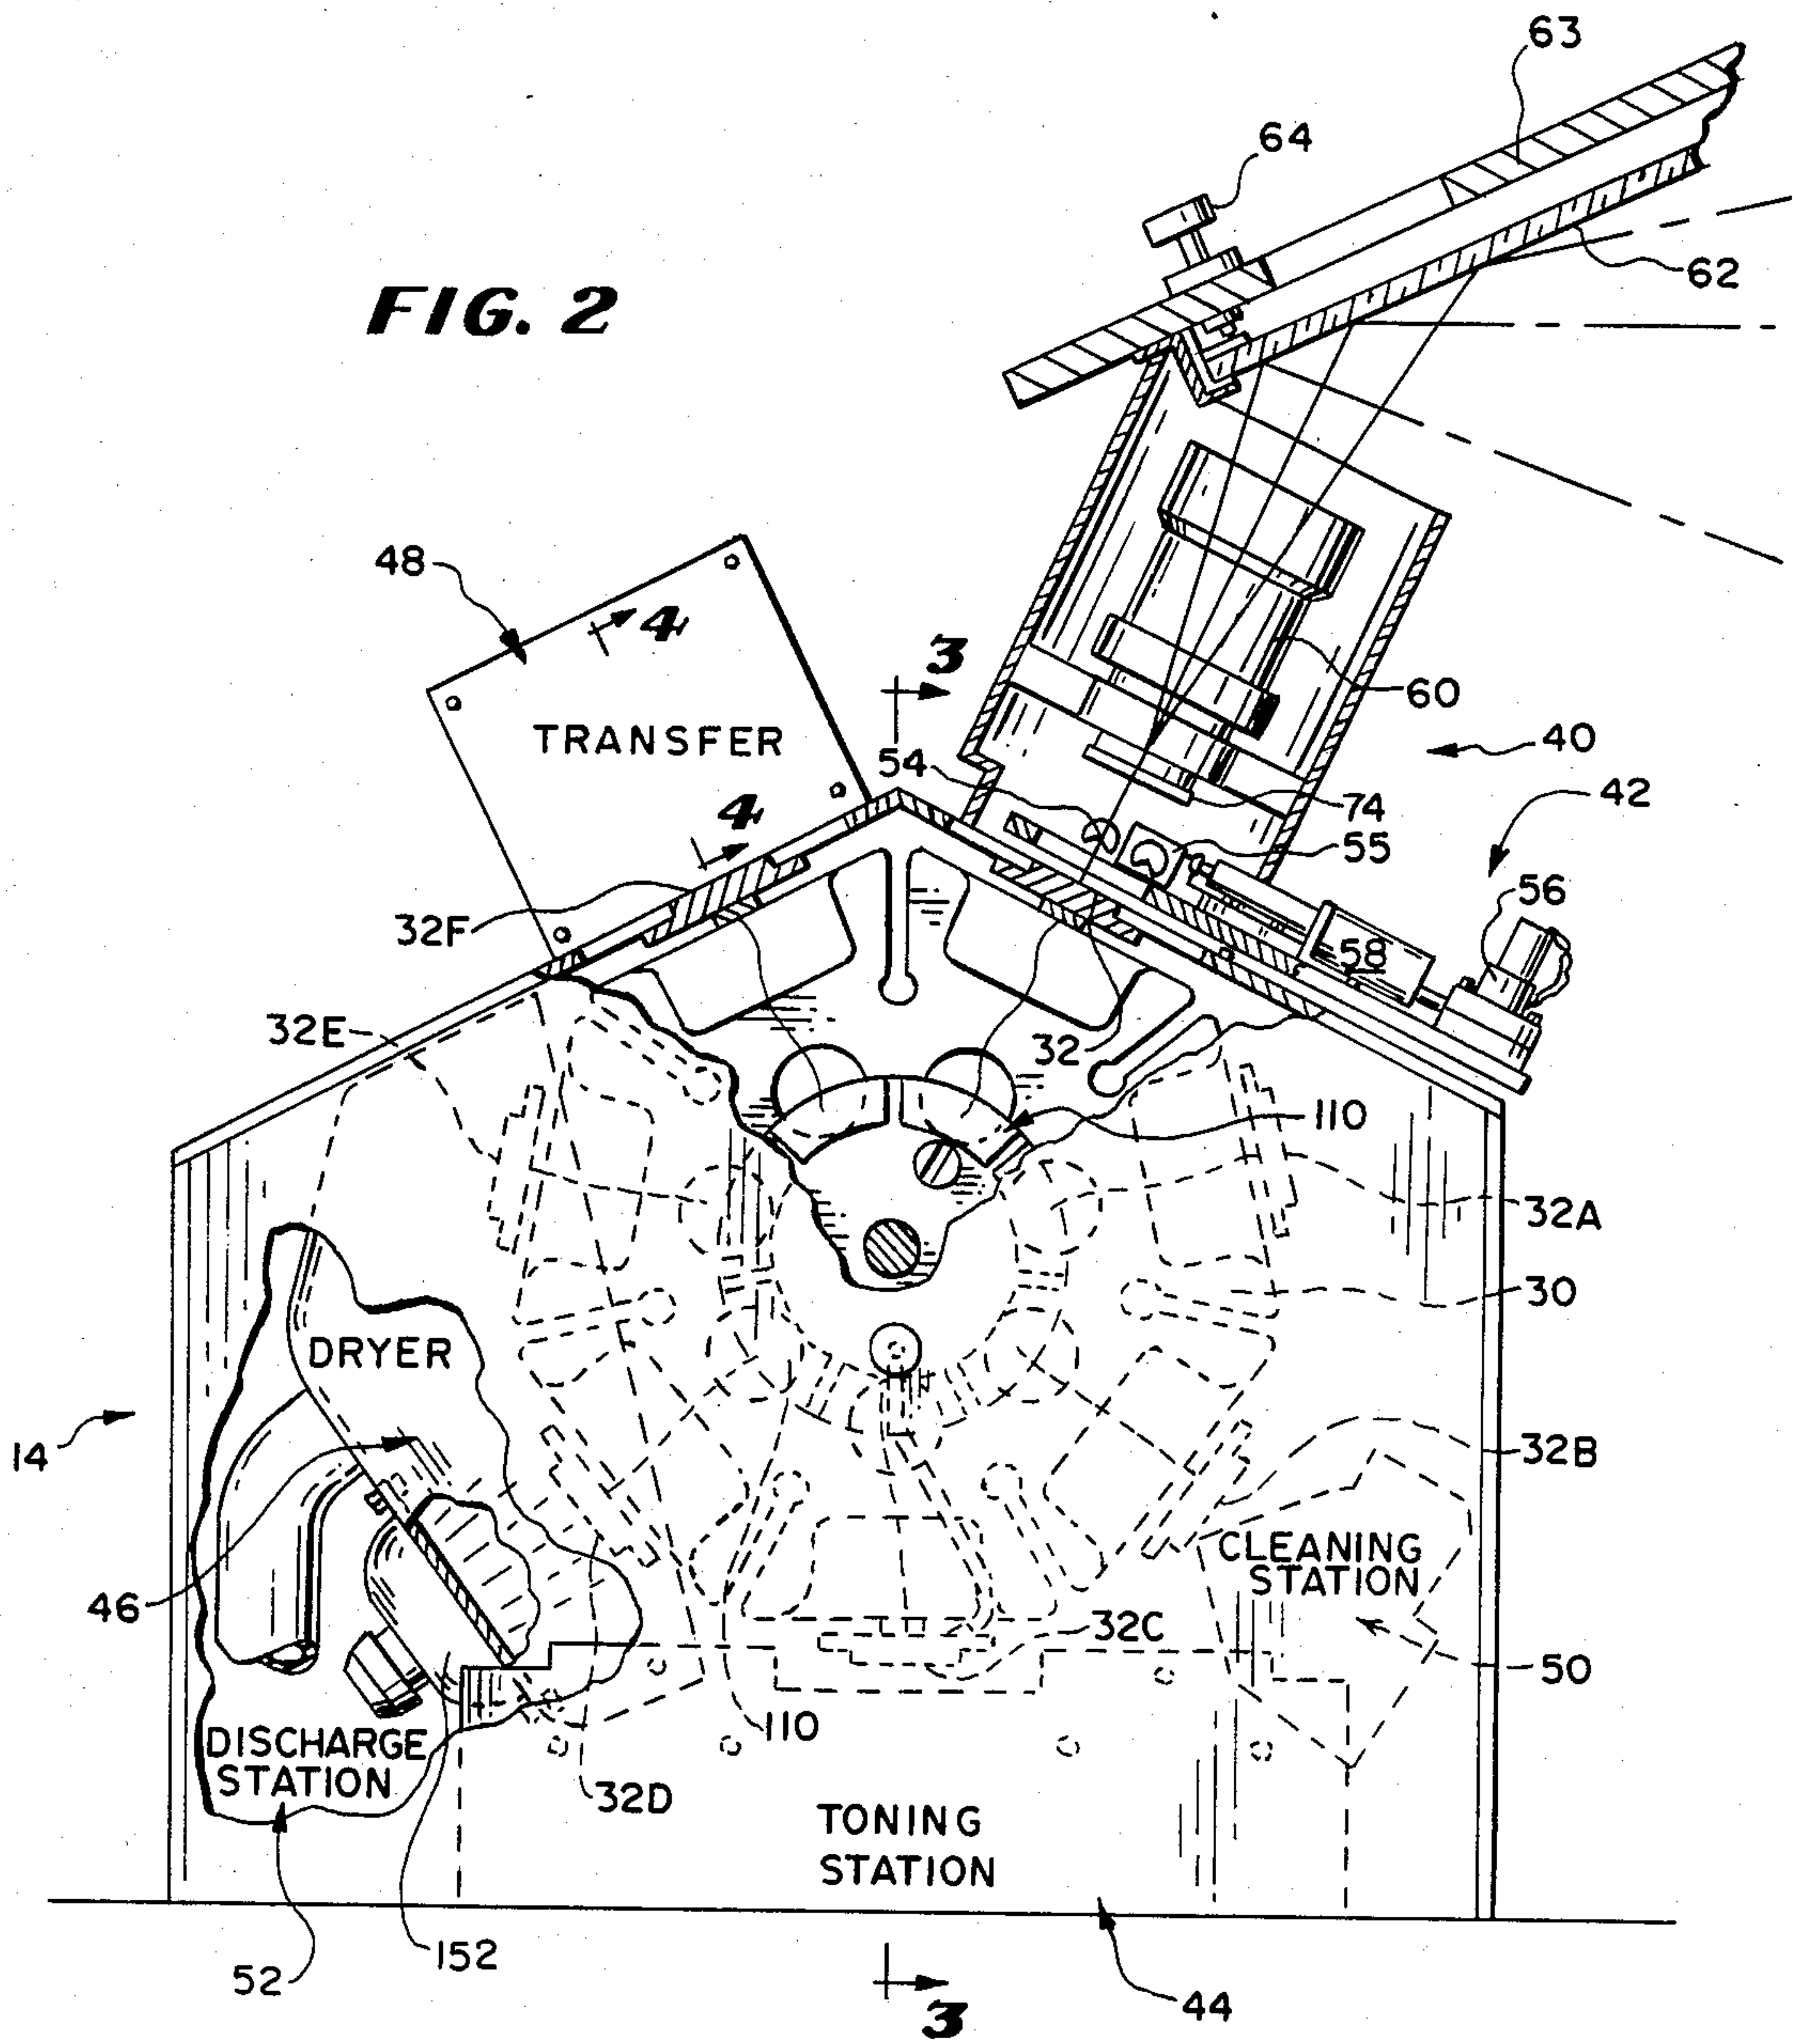 63
64
62
FIG. 2
48
4
3
TRANSFER
60
40
54
74
42
4
55
56
32F
58
32E
32
110
32A
30
DRYER
14
32B
CLEANING
STATION
46
32C
50
110
DISCHARGE
STATION
32D
TONING
STATION
152
52
44
3